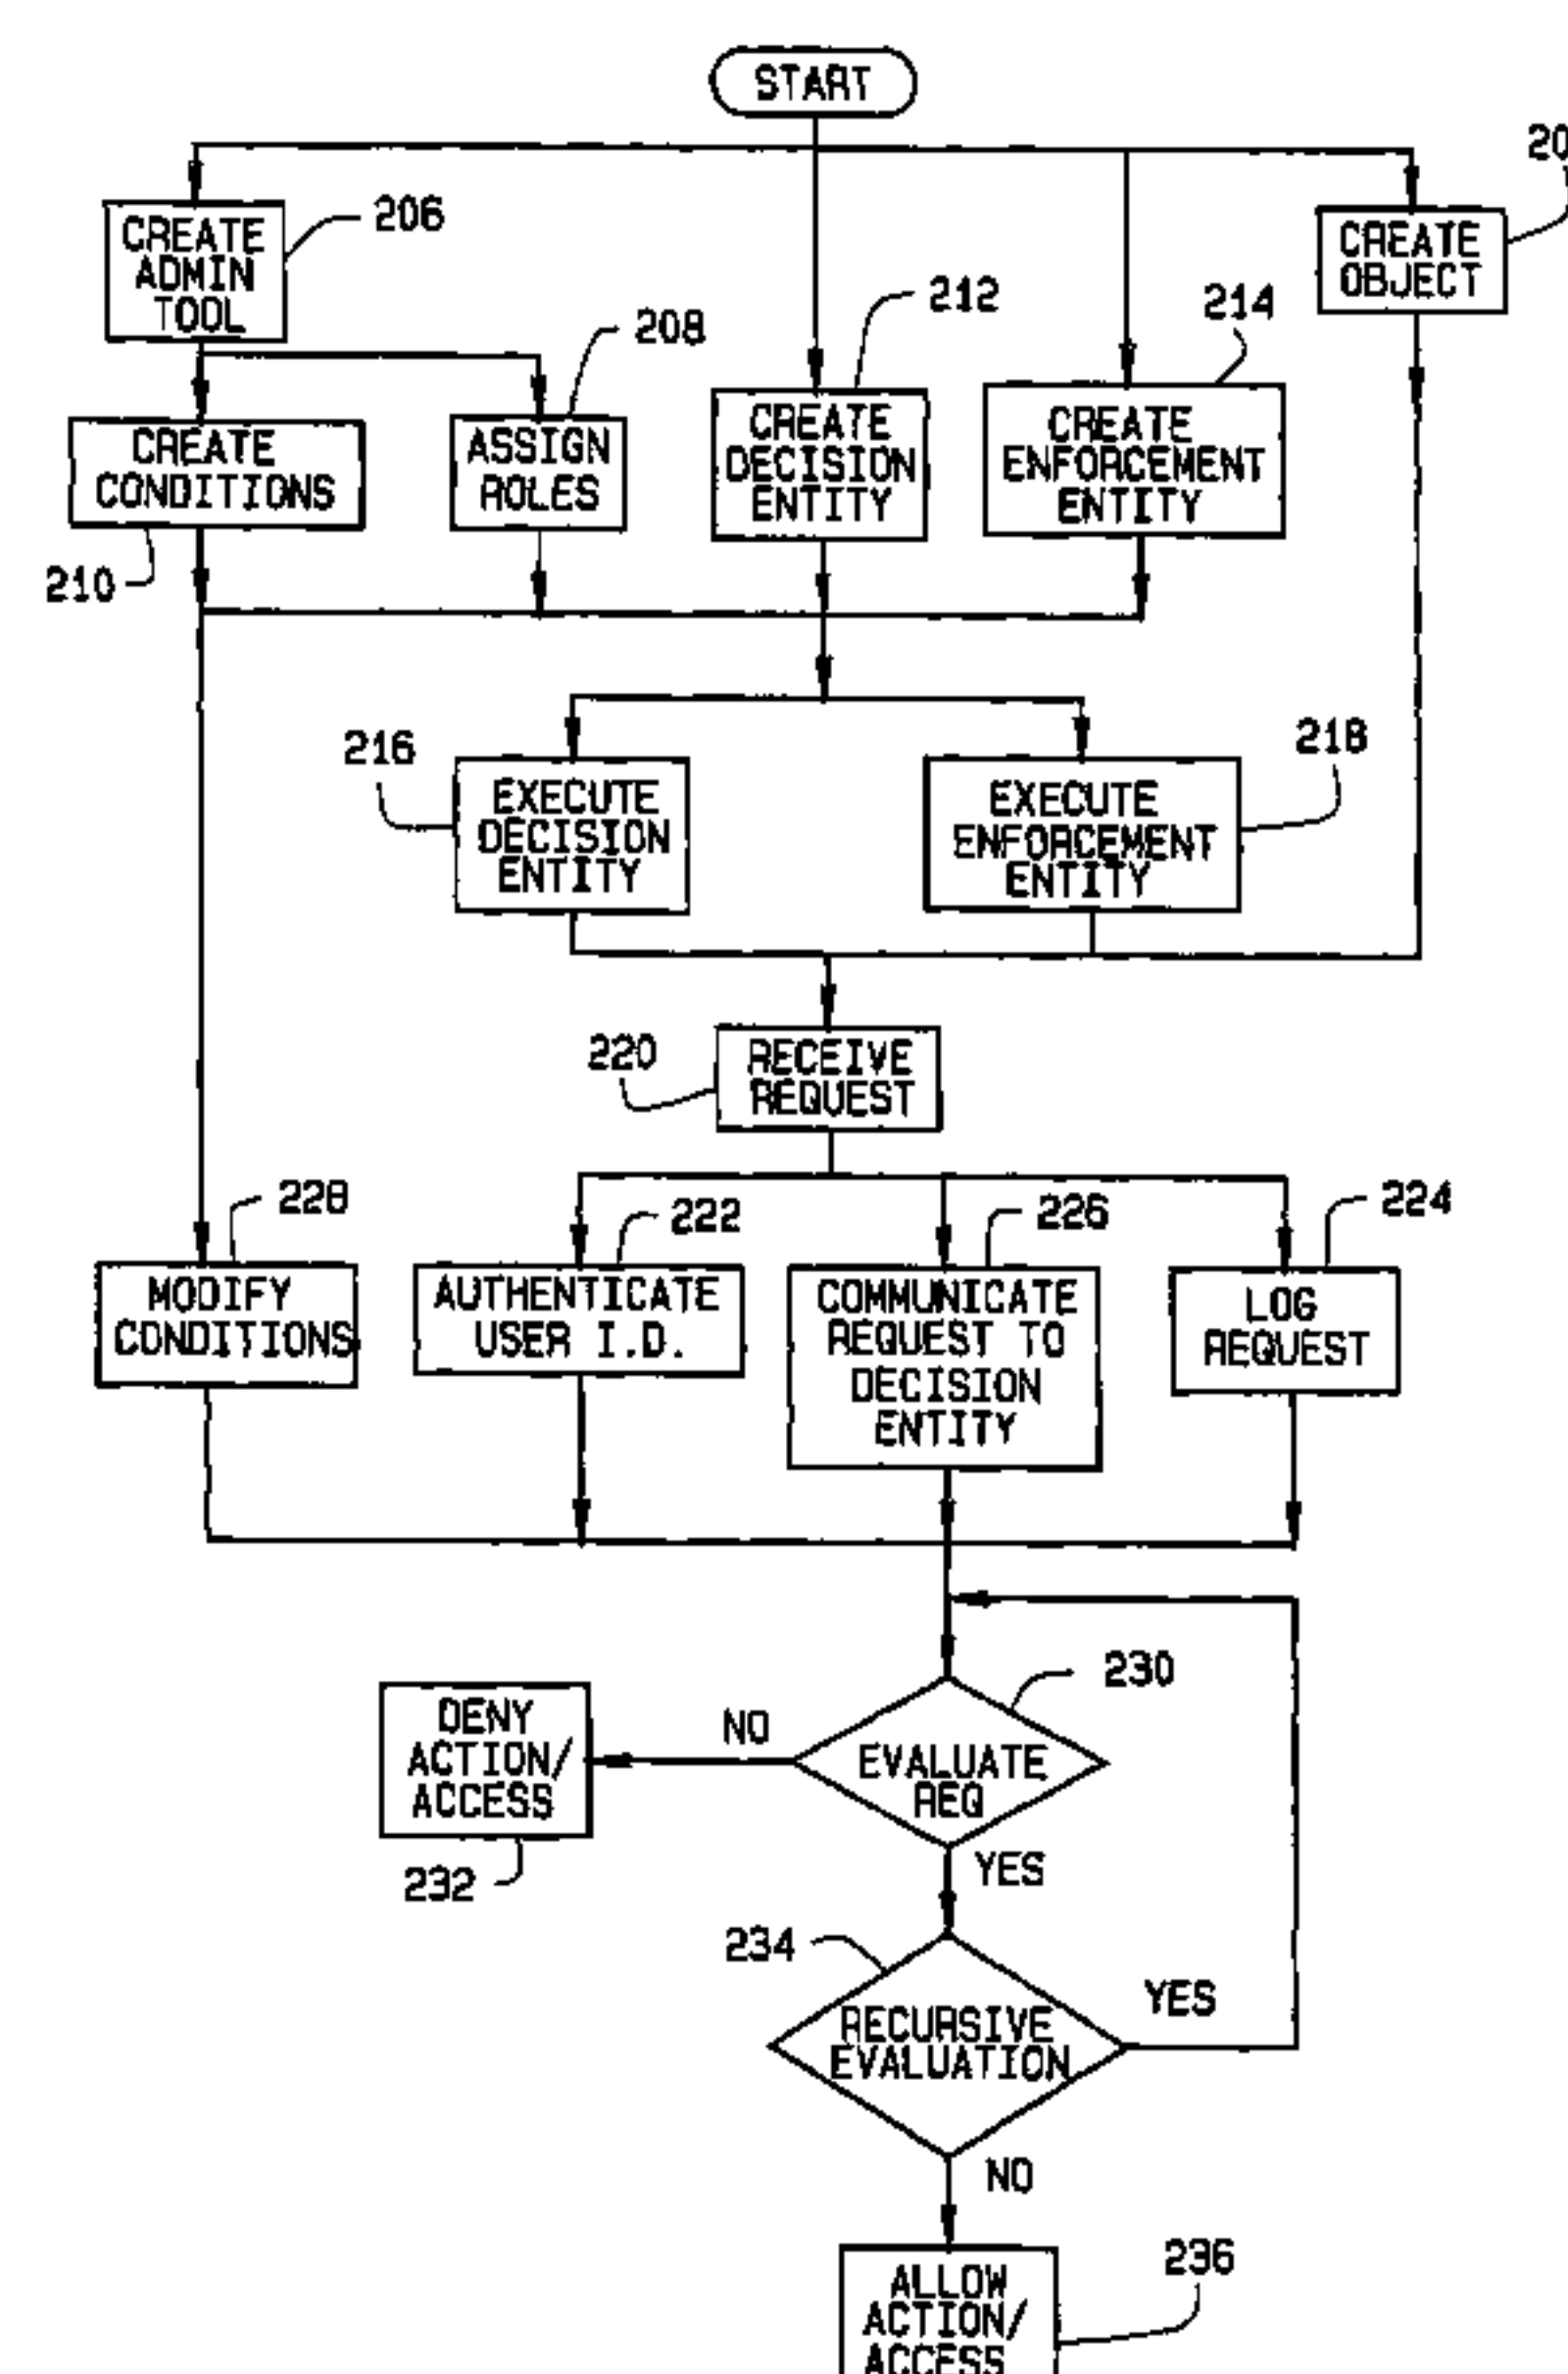 START
206
CREATE
ADMIN
TOOL
CREATE
OBJECT
208
212
214
CREATE
CONDITIONS
ASSIGN
ROLES
CREATE
DECISION
ENTITY
CREATE
ENFORCEMENT
ENTITY
210
216
218
EXECUTE
DECISION
ENTITY
EXECUTE
ENFORCEMENT
ENTITY
220
RECEIVE
REQUEST
228
222
226
224
MODIFY
CONDITIONS
AUTHENTICATE
USER I.D.
COMMUNICATE
REQUEST TO
DECISION
ENTITY
LOG
REQUEST
230
DENY
ACTION/
ACCESS
NO
EVALUATE
REQ
232
YES
234
RECURSIVE
EVALUATION
YES
NO
236
ALLOW
ACTION/
ACCESS